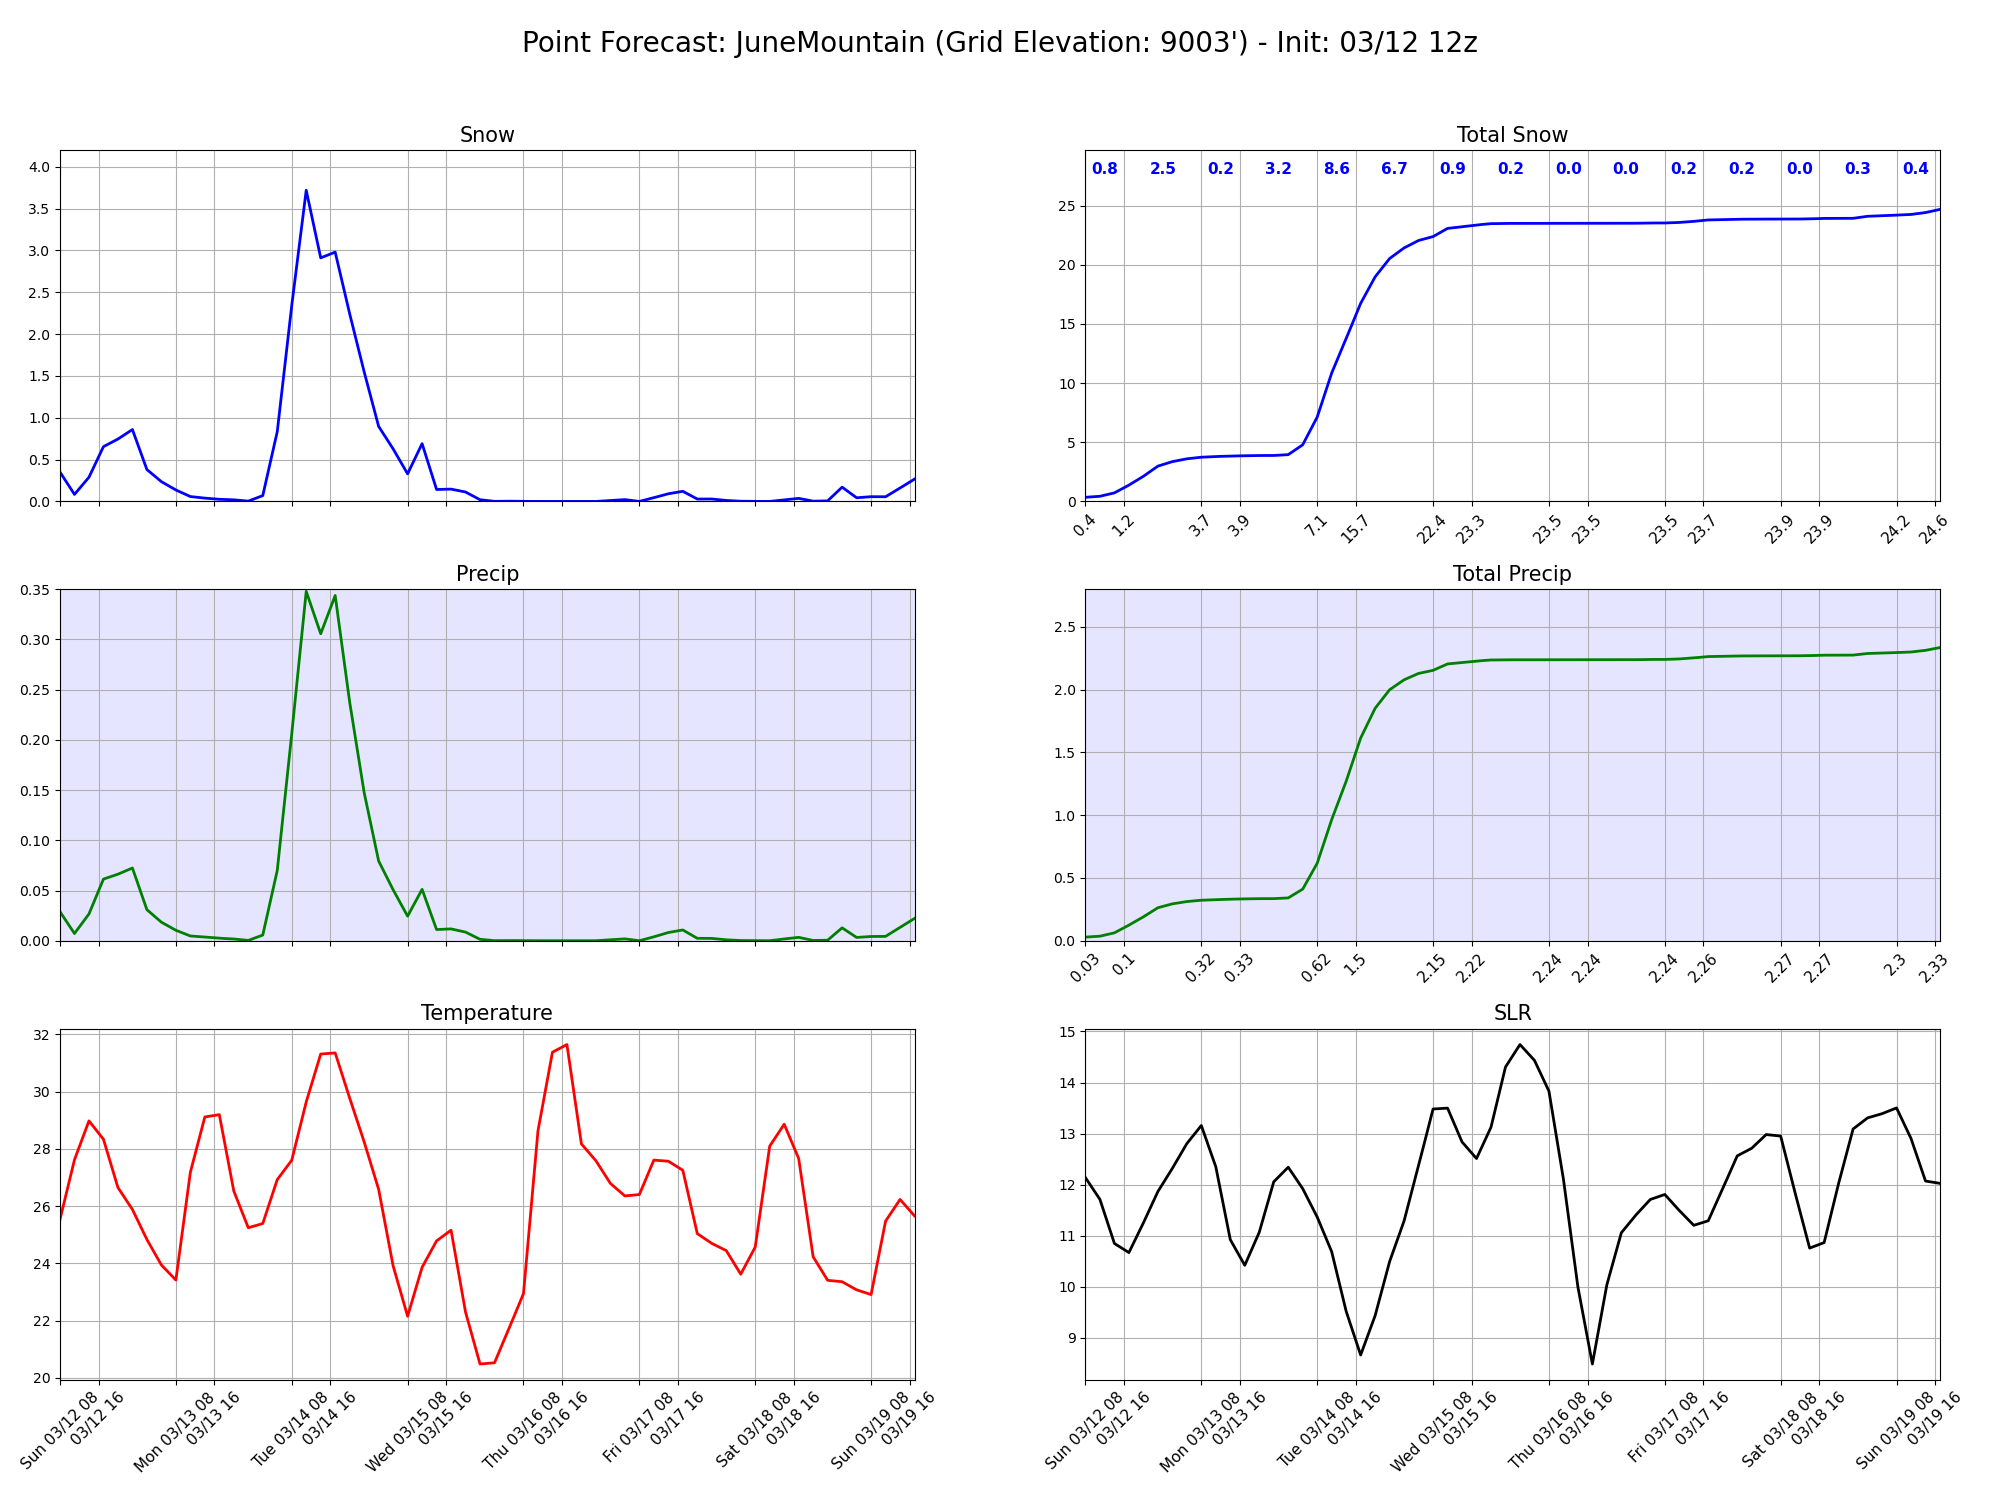 Point Forecast: JuneMountain (Grid Elevation: 9003') - Init: 03/12 12z
Snow
4.0
3.5
3.0
2.5
2.0
1.5
1.0
0.5
0.0
Total Snow
0.8 2.5 0.2 3.2 8.6 6.7 0.9 0.2 0.0 0.0 0.2 0.2 0.0 0.3 0.4
25
20
15
10
5
0
0.4 1.2 3.7 3.9 7.1 15.7 22.4 23.3 23.5 23.5 23.5 23.7 23.9 23.9 24.2 24.6
Precip
0.35
0.30
0.25
0.20
0.15
0.10
0.05
0.00
Total Precip
2.5
2.0
1.5
1.0
0.5
0.0
0.03 0.1 0.32 0.33 0.62 1.5 2.15 2.22 2.24 2.24 2.24 2.26 2.27 2.27 2.3 2.33
Temperature
32
30
28
26
24
22
20
Sun 03/12 08
03/12 16
Mon 03/13 08
03/13 16
Tue 03/14 08
03/14 16
Wed 03/15 08
03/15 16
Thu 03/16 08
03/16 16
Fri 03/17 08
03/17 16
Sat 03/18 08
03/18 16
Sun 03/19 08
03/19 16
SLR
15
14
13
12
11
10
9
Sun 03/12 08
03/12 16
Mon 03/13 08
03/13 16
Tue 03/14 08
03/14 16
Wed 03/15 08
03/15 16
Thu 03/16 08
03/16 16
Fri 03/17 08
03/17 16
Sat 03/18 08
03/18 16
Sun 03/19 08
03/19 16